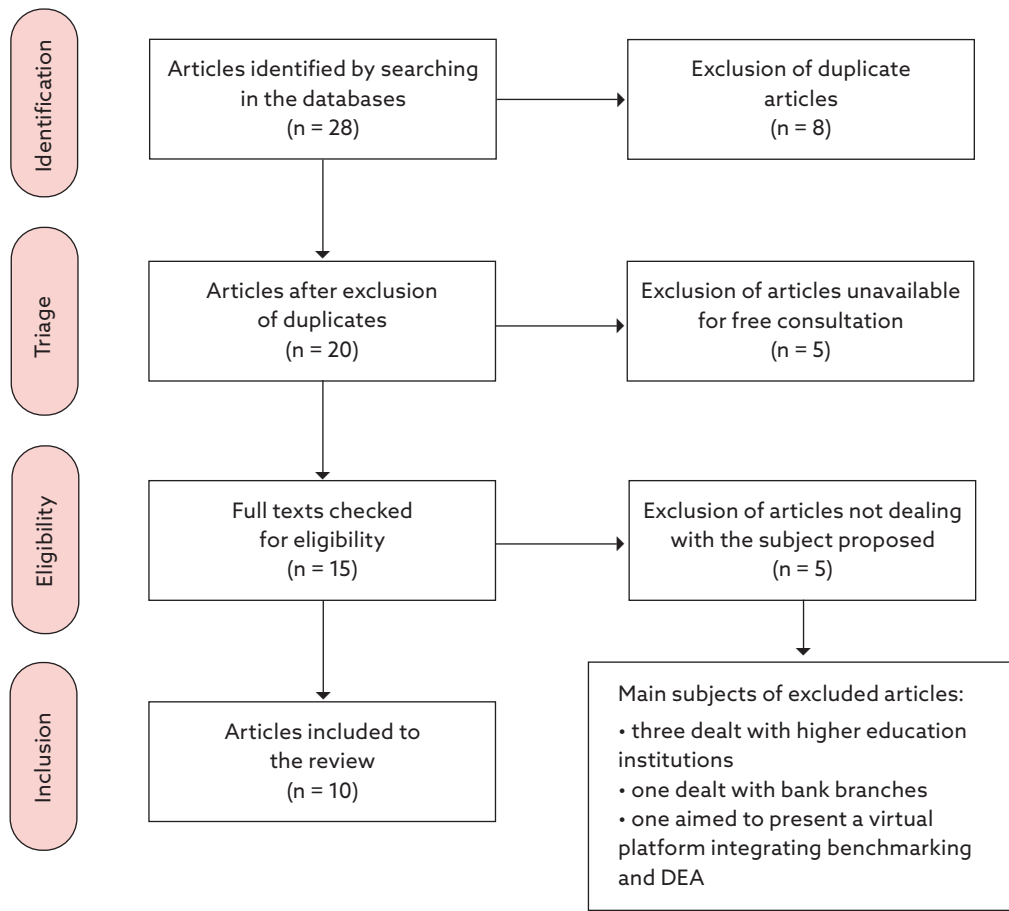 Identification
Articles identified by searching
in the databases
(n = 28)
Exclusion of duplicate
articles
(n = 8)
Triage
Articles after exclusion
of duplicates
(n = 20)
Exclusion of articles unavailable
for free consultation
(n = 5)
Eligibility
Full texts checked
for eligibility
(n = 15)
Exclusion of articles not dealing
with the subject proposed
(n = 5)
Inclusion
Articles included to
the review
(n = 10)
Main subjects of excluded articles:
• three dealt with higher education
institutions
• one dealt with bank branches
• one aimed to present a virtual
platform integrating benchmarking
and DEA